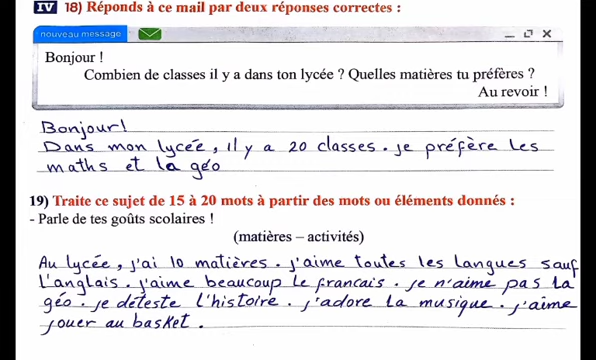 IV 18) Réponds à ce mail par deux réponses correctes :
nouveau message
Bonjour !
Combien de classes il y a dans ton lycée ? Quelles matières tu préfères ?
Au revoir !
Bonjour!
Dans mon lycée, il y a 20 classes. je préfère les
maths et la géo
19) Traite ce sujet de 15 à 20 mots à partir des mots ou éléments donnés :
- Parle de tes goûts scolaires !
(matières – activités)
Au lycée, j'ai 10 matières. j'aime toutes les langues sauf
l'anglais. j'aime beaucoup le francais. je n'aime pas la
géo. je déteste l'histoire. j'adore la musique. j'aime
jouer au basket.